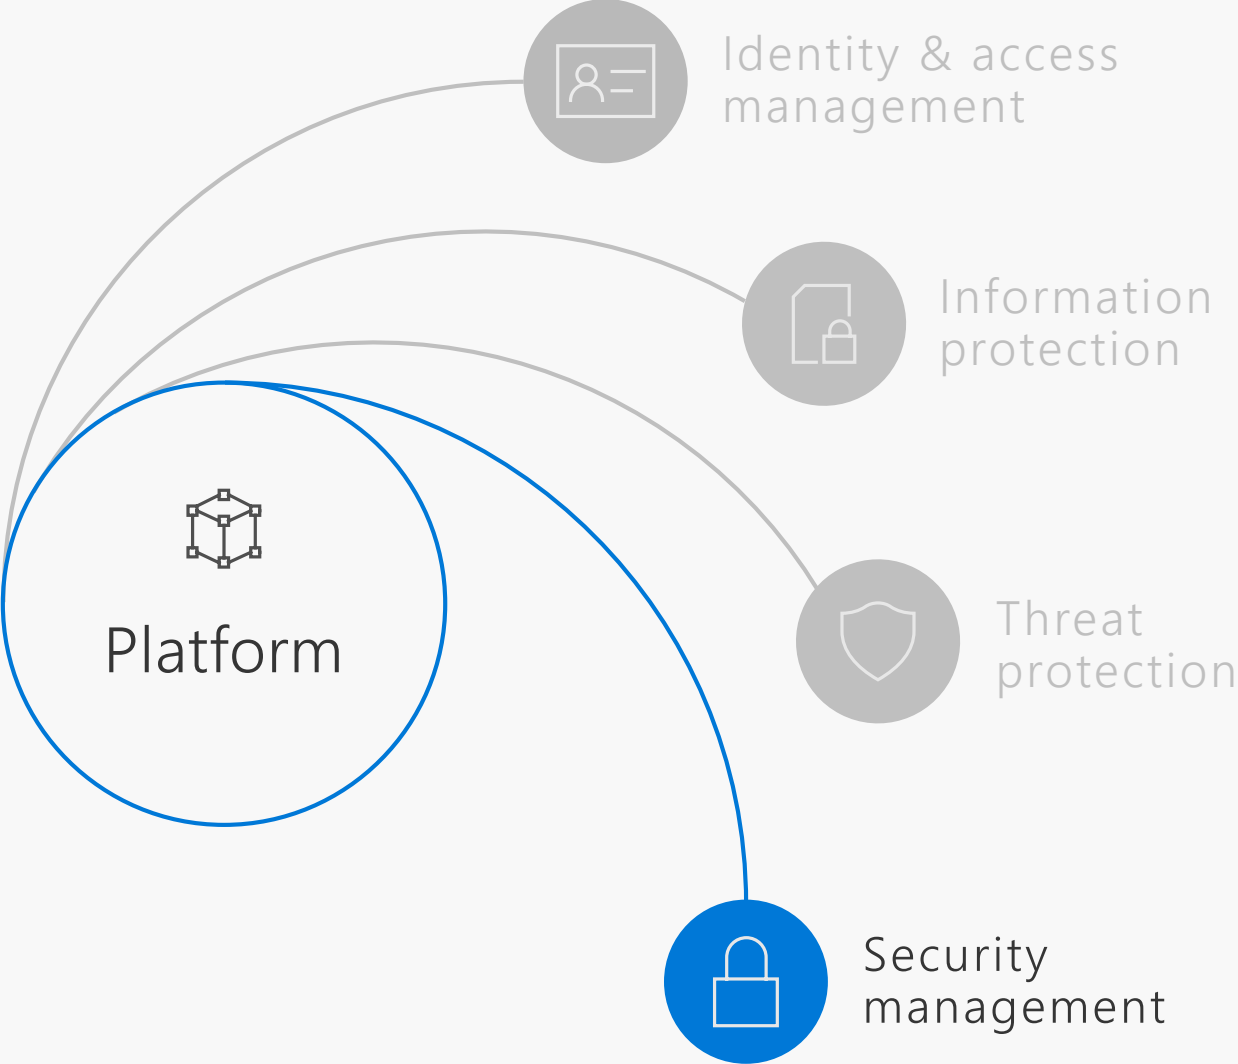 Identity & access
management
Information
protection
Platform
Threat
protection
Security
management